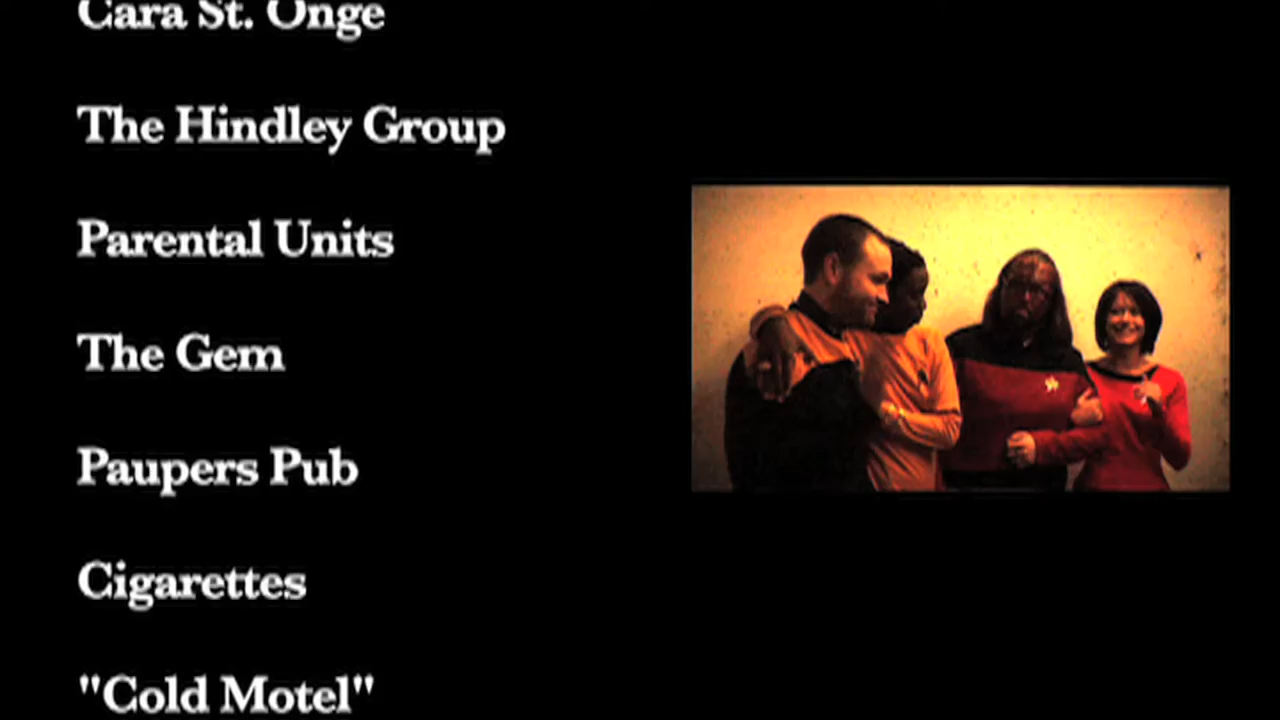 Cara St. Onge
The Hindley Group
Parental Units
The Gem
Paupers Pub
Cigarettes
"Cold Motel"